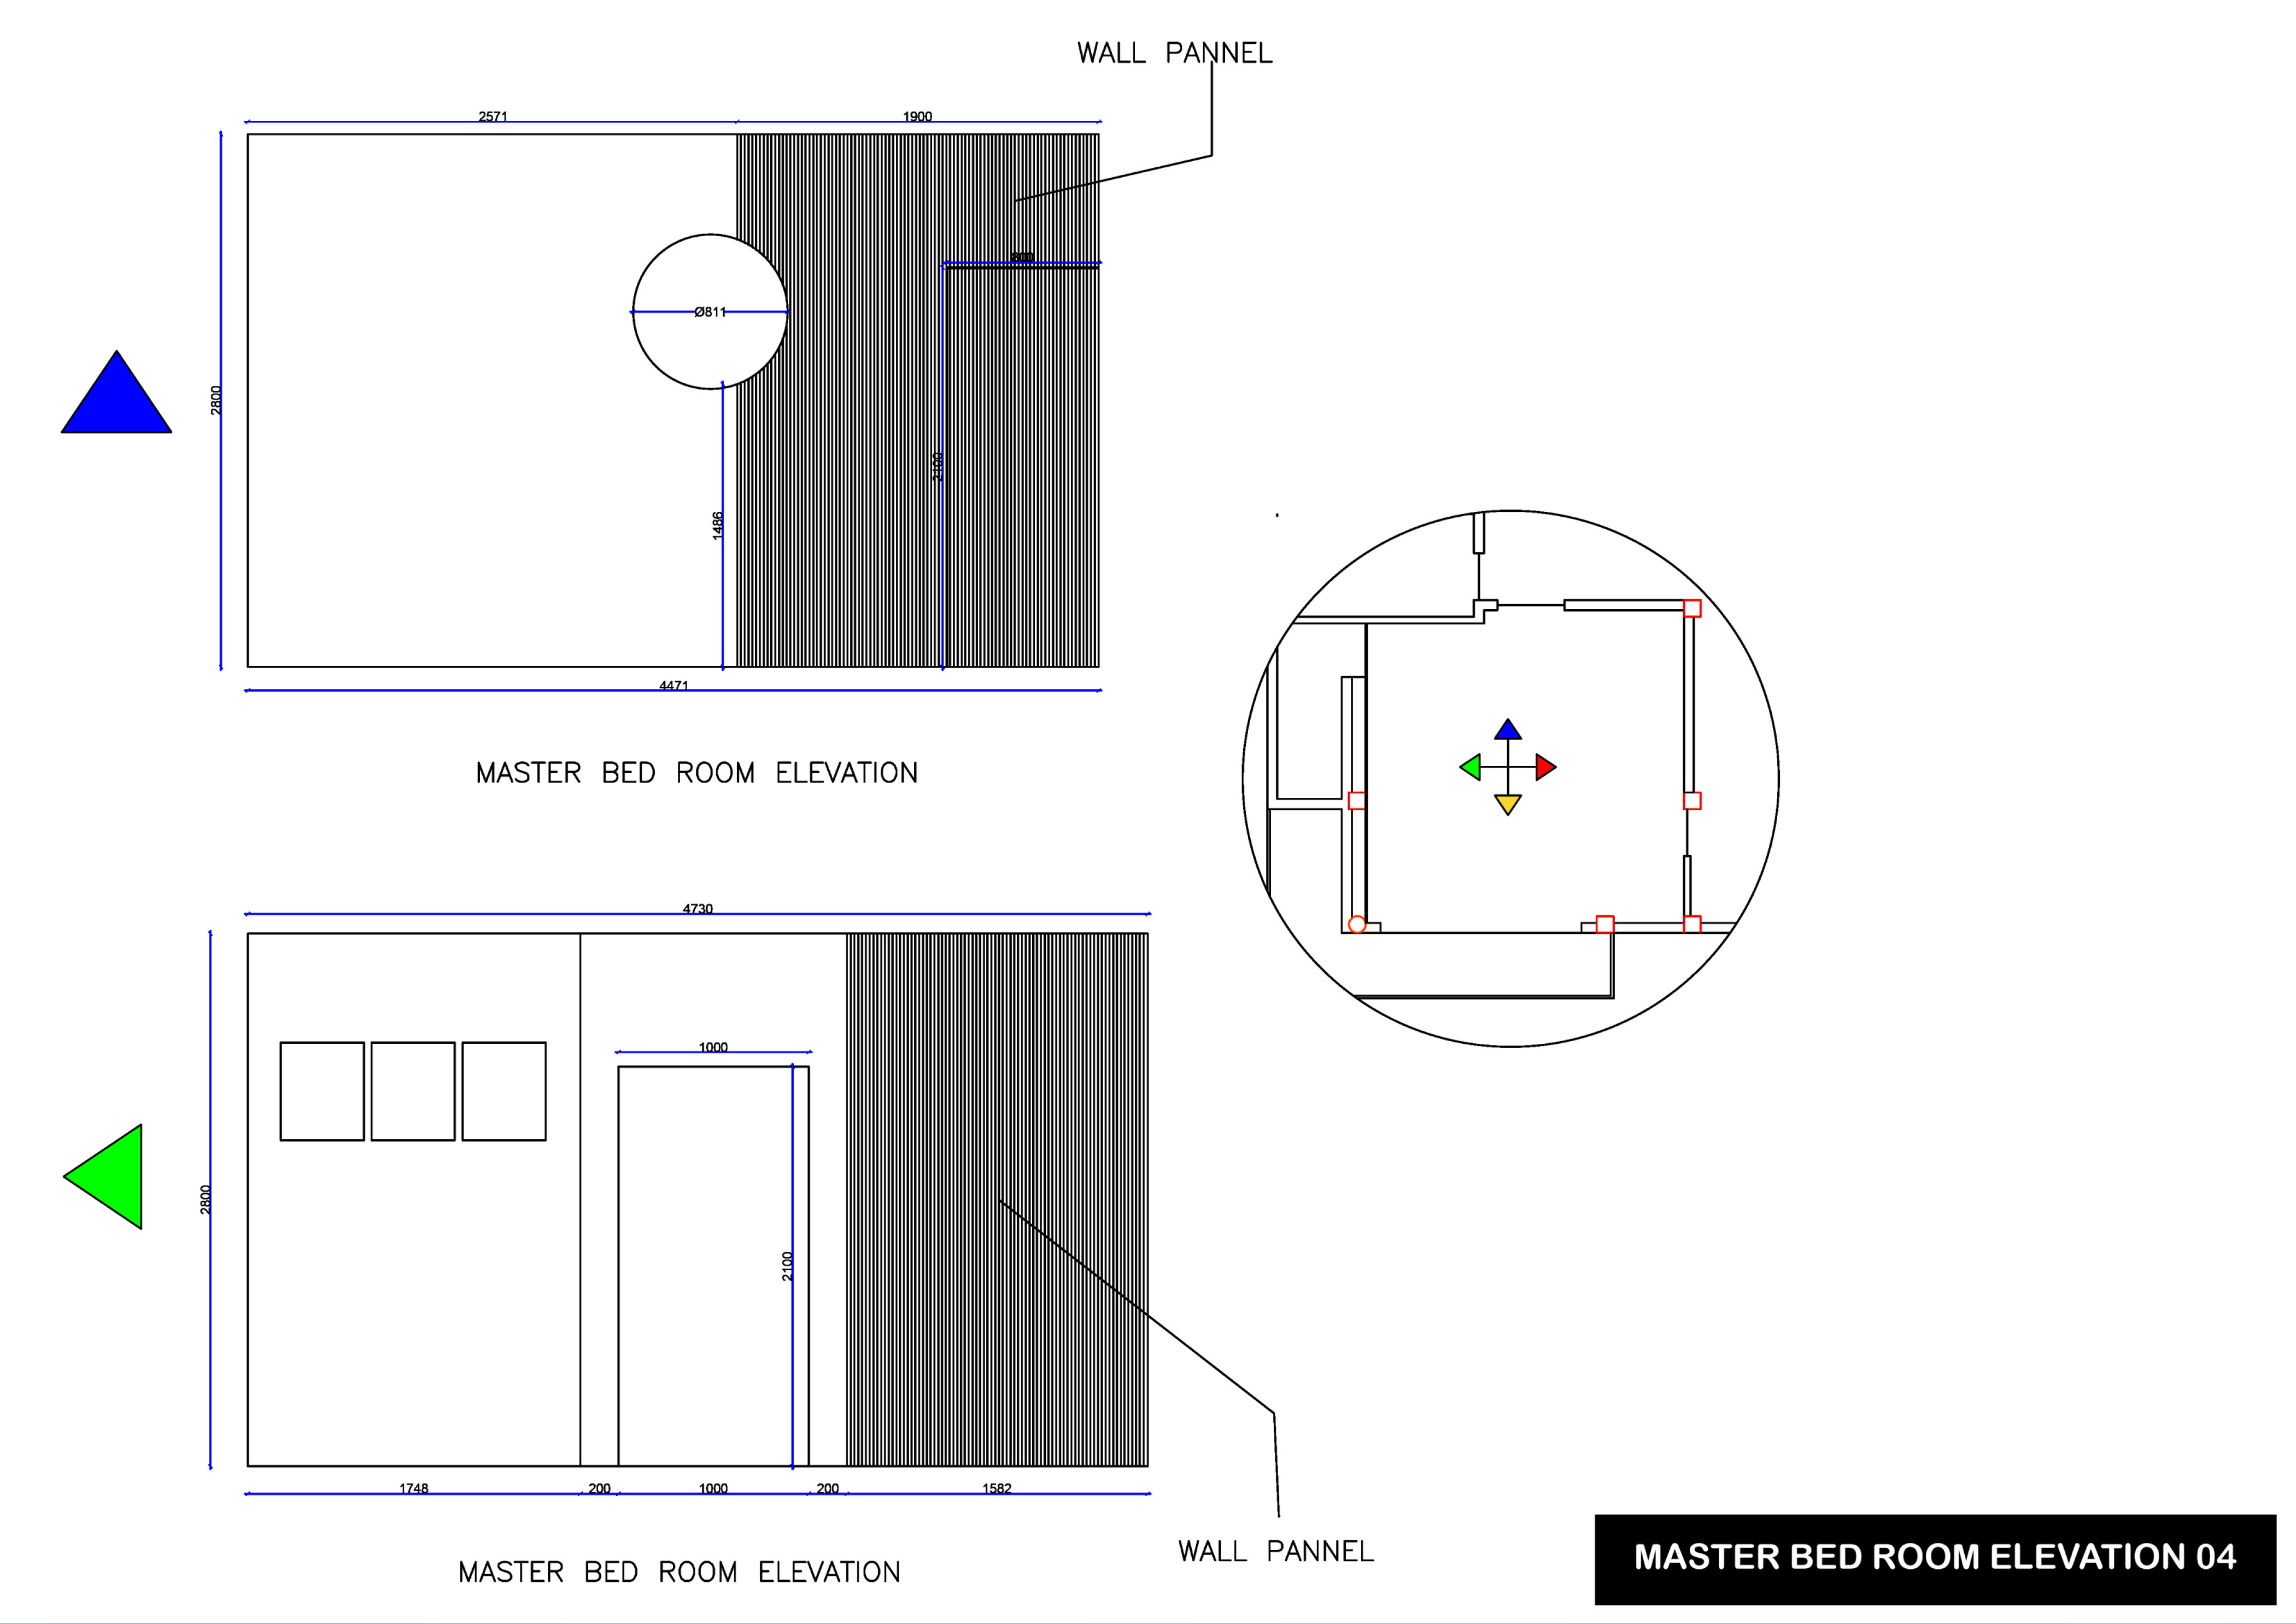 WALL PANNEL
2571
1900
800
Ø811
2800
2100
1486
4471
MASTER BED ROOM ELEVATION
4730
1000
2800
2100
1748
200
1000
200
1582
WALL PANNEL
MASTER BED ROOM ELEVATION
MASTER BED ROOM ELEVATION 04